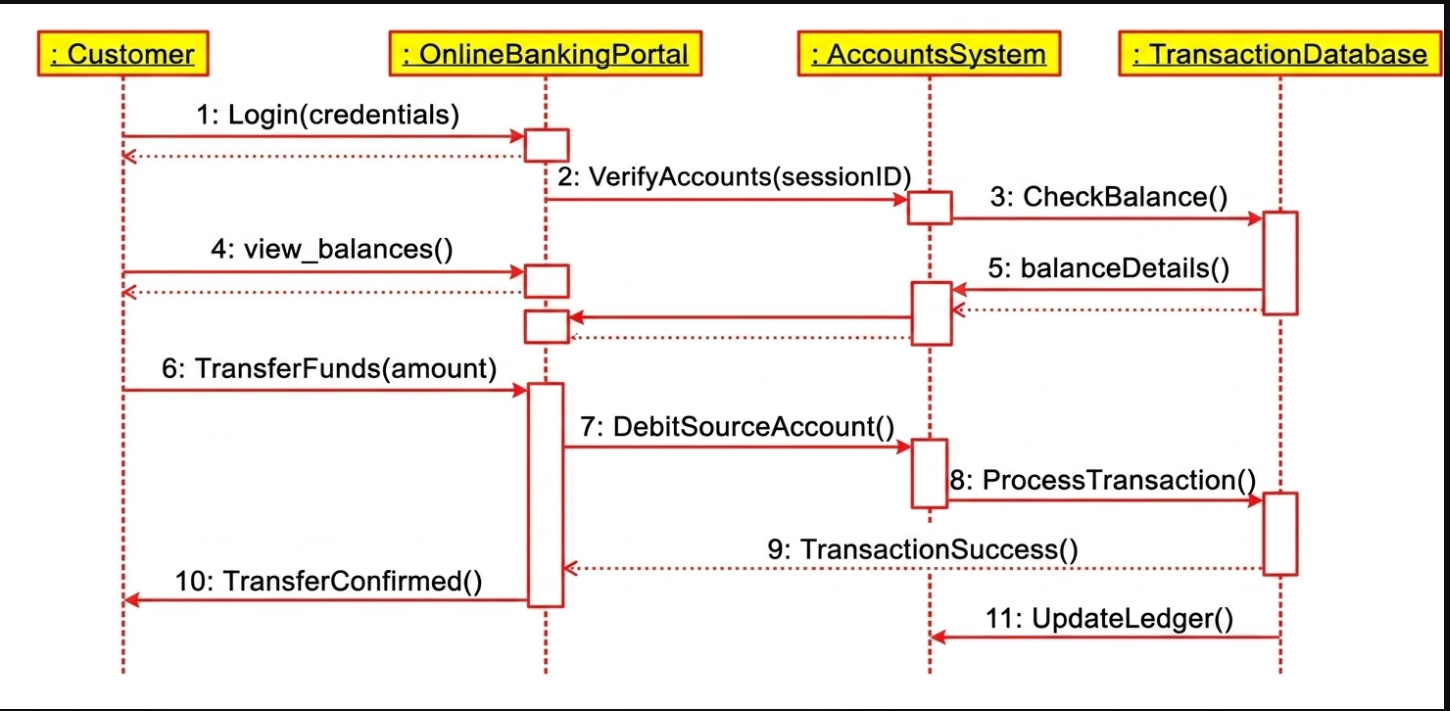 : Customer
: OnlineBankingPortal
: AccountsSystem
: TransactionDatabase
1: Login(credentials)
2: VerifyAccounts(sessionID)
3: CheckBalance()
4: view_balances()
5: balanceDetails()
6: TransferFunds(amount)
7: DebitSourceAccount()
8: ProcessTransaction()
9: TransactionSuccess()
10: TransferConfirmed()
11: UpdateLedger()